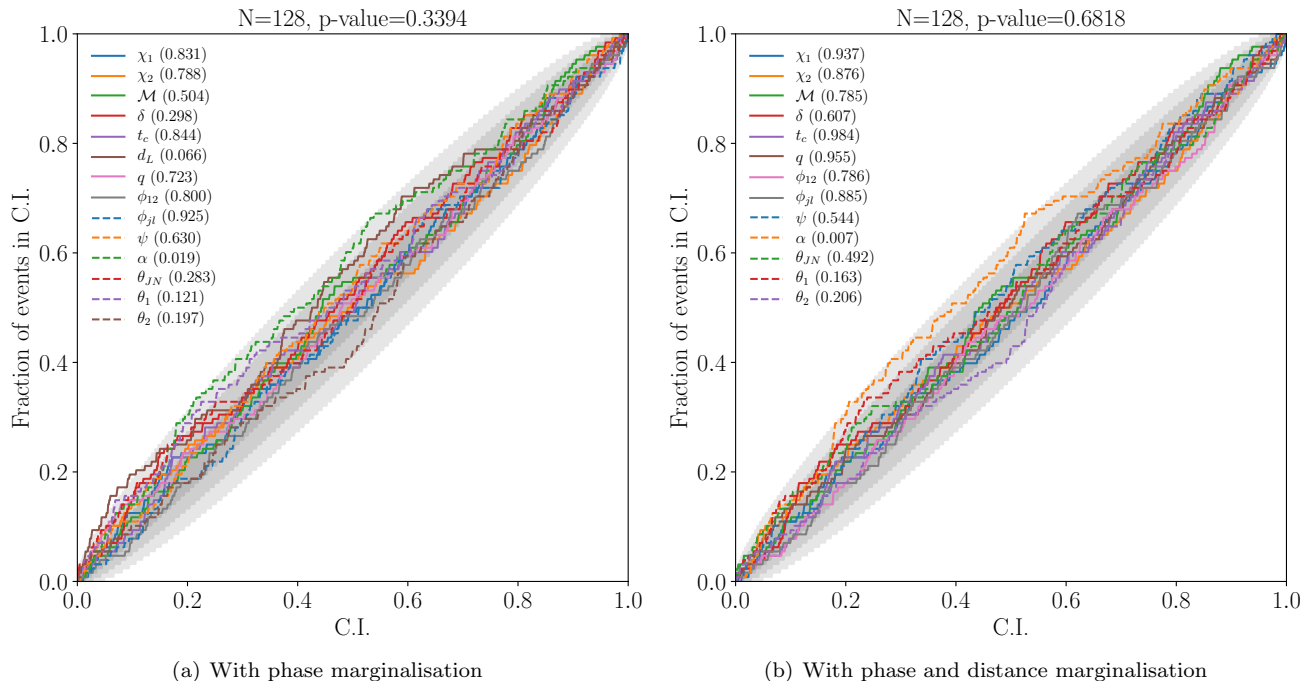 N=128, p-value=0.3394
χ₁ (0.831)
χ₂ (0.788)
ℳ (0.504)
δ (0.298)
t_c (0.844)
d_L (0.066)
q (0.723)
ϕ₁₂ (0.800)
ϕ_jl (0.925)
ψ (0.630)
α (0.019)
θ_JN (0.283)
θ₁ (0.121)
θ₂ (0.197)
Fraction of events in C.I.
1.0
0.8
0.6
0.4
0.2
0.0
0.0 0.2 0.4 0.6 0.8 1.0
C.I.
(a) With phase marginalisation
N=128, p-value=0.6818
χ₁ (0.937)
χ₂ (0.876)
ℳ (0.785)
δ (0.607)
t_c (0.984)
q (0.955)
ϕ₁₂ (0.786)
ϕ_jl (0.885)
ψ (0.544)
α (0.007)
θ_JN (0.492)
θ₁ (0.163)
θ₂ (0.206)
Fraction of events in C.I.
1.0
0.8
0.6
0.4
0.2
0.0
0.0 0.2 0.4 0.6 0.8 1.0
C.I.
(b) With phase and distance marginalisation